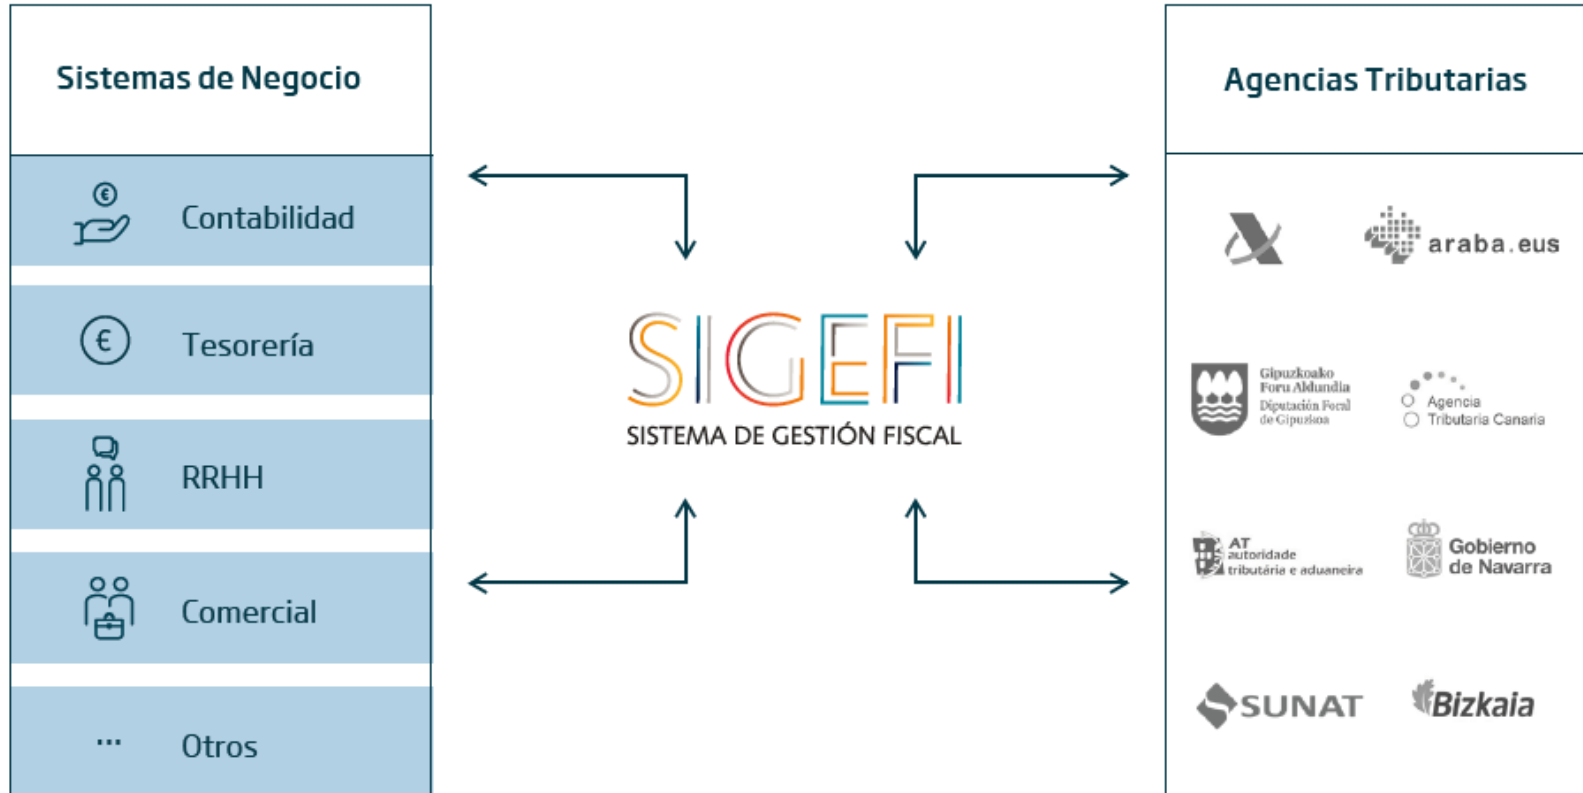 Sistemas de Negocio
Contabilidad
Tesorería
RRHH
Comercial
...
Otros
SIGEFI
SISTEMA DE GESTIÓN FISCAL
Agencias Tributarias
araba.eus
Gipuzkoako
Foru Aldundia
Diputación Foral
de Gipuzkoa
Agencia
Tributaria Canaria
AT
autoridade
tributária e aduaneira
Gobierno
de Navarra
SUNAT
Bizkaia